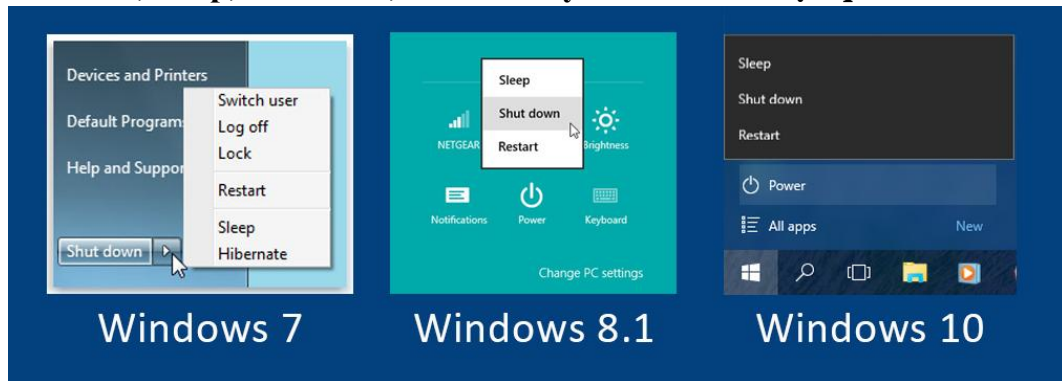 Devices and Printers
Default Program
Help and Suppor
Shut down
Switch user
Log off
Lock
Restart
Sleep
Hibernate
Windows 7
Sleep
Shut down
Restart
NETGEAR
Brightness
Notifications
Power
Keyboard
Change PC settings
Windows 8.1
Sleep
Shut down
Restart
Power
All apps
New
Windows 10